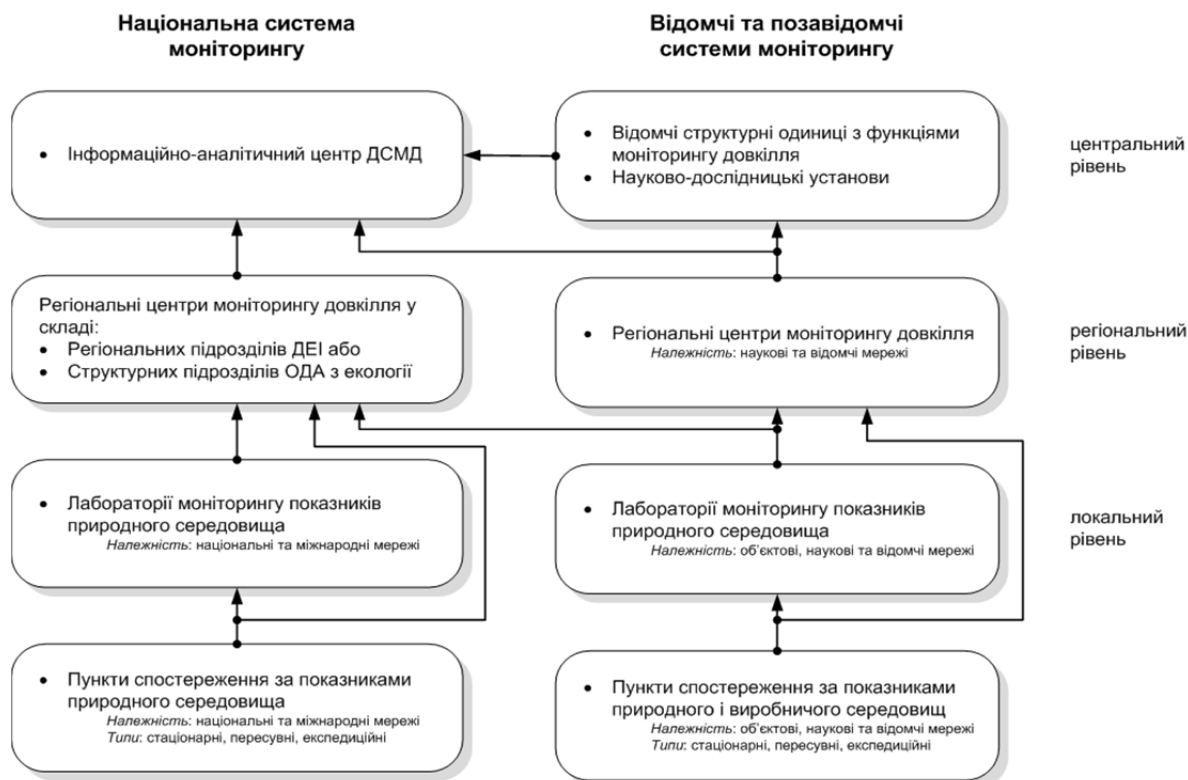 Національна система
моніторингу
Відомчі та позавідомчі
системи моніторингу
• Інформаційно-аналітичний центр ДСМД
• Відомчі структурні одиниці з функціями
моніторингу довкілля
• Науково-дослідницькі установи
центральний
рівень
Регіональні центри моніторингу довкілля у
складі:
• Регіональних підрозділів ДЕІ або
• Структурних підрозділів ОДА з екології
• Регіональні центри моніторингу довкілля
Належність: наукові та відомчі мережі
регіональний
рівень
• Лабораторії моніторингу показників
природного середовища
Належність: національні та міжнародні мережі
• Лабораторії моніторингу показників
природного середовища
Належність: об’єктові, наукові та відомчі мережі
локальний
рівень
• Пункти спостереження за показниками
природного середовища
Належність: національні та міжнародні мережі
Типи: стаціонарні, пересувні, експедиційні
• Пункти спостереження за показниками
природного і виробничого середовищ
Належність: об’єктові, наукові та відомчі мережі
Типи: стаціонарні, пересувні, експедиційні